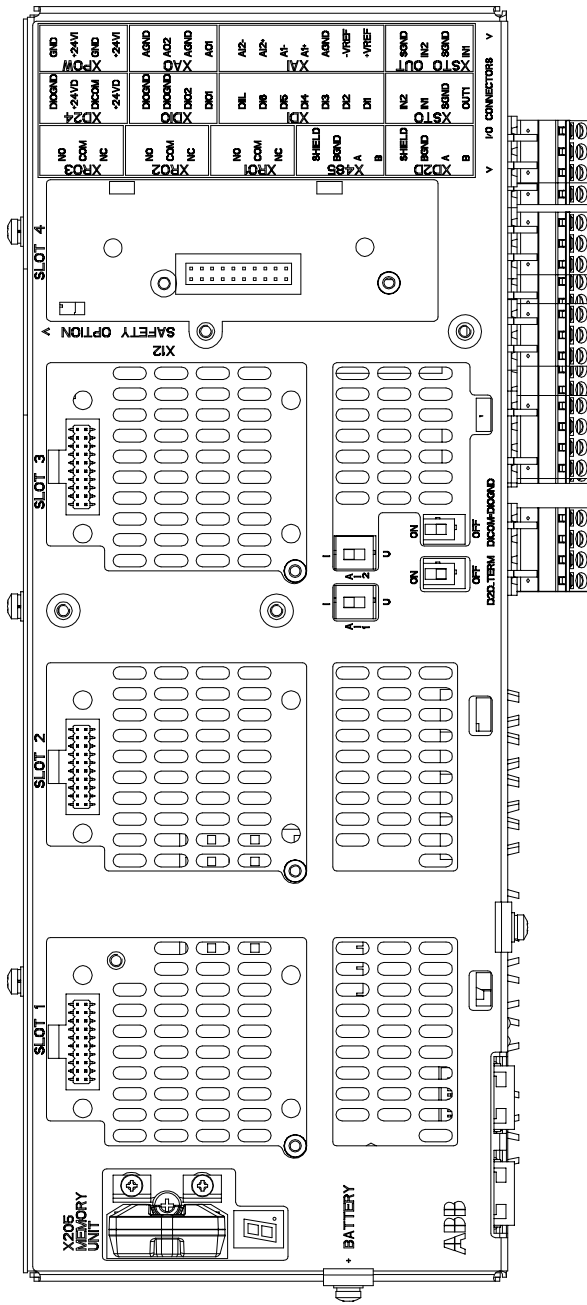 GND
+24VI
GND
+24VI
XPOW
AGND
AO2
AGND
AO1
XAO
AI2-
AI2+
AI1-
AI1+
AGND
-VREF
+VREF
XAI
SGND
IN2
SGND
IN1
XSTO OUT
DIOGND
+24VD
DICOM
+24VD
XD24
DIOGND
DIOGND
DIO2
DIO1
XDIO
DIIL
DI6
DI5
DI4
DI3
DI2
DI1
XDI
IN2
IN1
SGND
OUT1
XSTO
NO
COM
NC
XRO3
NO
COM
NC
XRO2
NO
COM
NC
XRO1
SHIELD
BGND
A
B
X485
SHIELD
BGND
A
B
XD2D
< I/O CONNECTORS <
SLOT 4
SAFETY OPTION >
X12
SLOT 3
I
AI2
U
I
AI1
U
ON
OFF
DICOM=DIOGND
ON
OFF
D2D.TERM
SLOT 2
SLOT 1
X205
MEMORY
UNIT
+ BATTERY
ABB